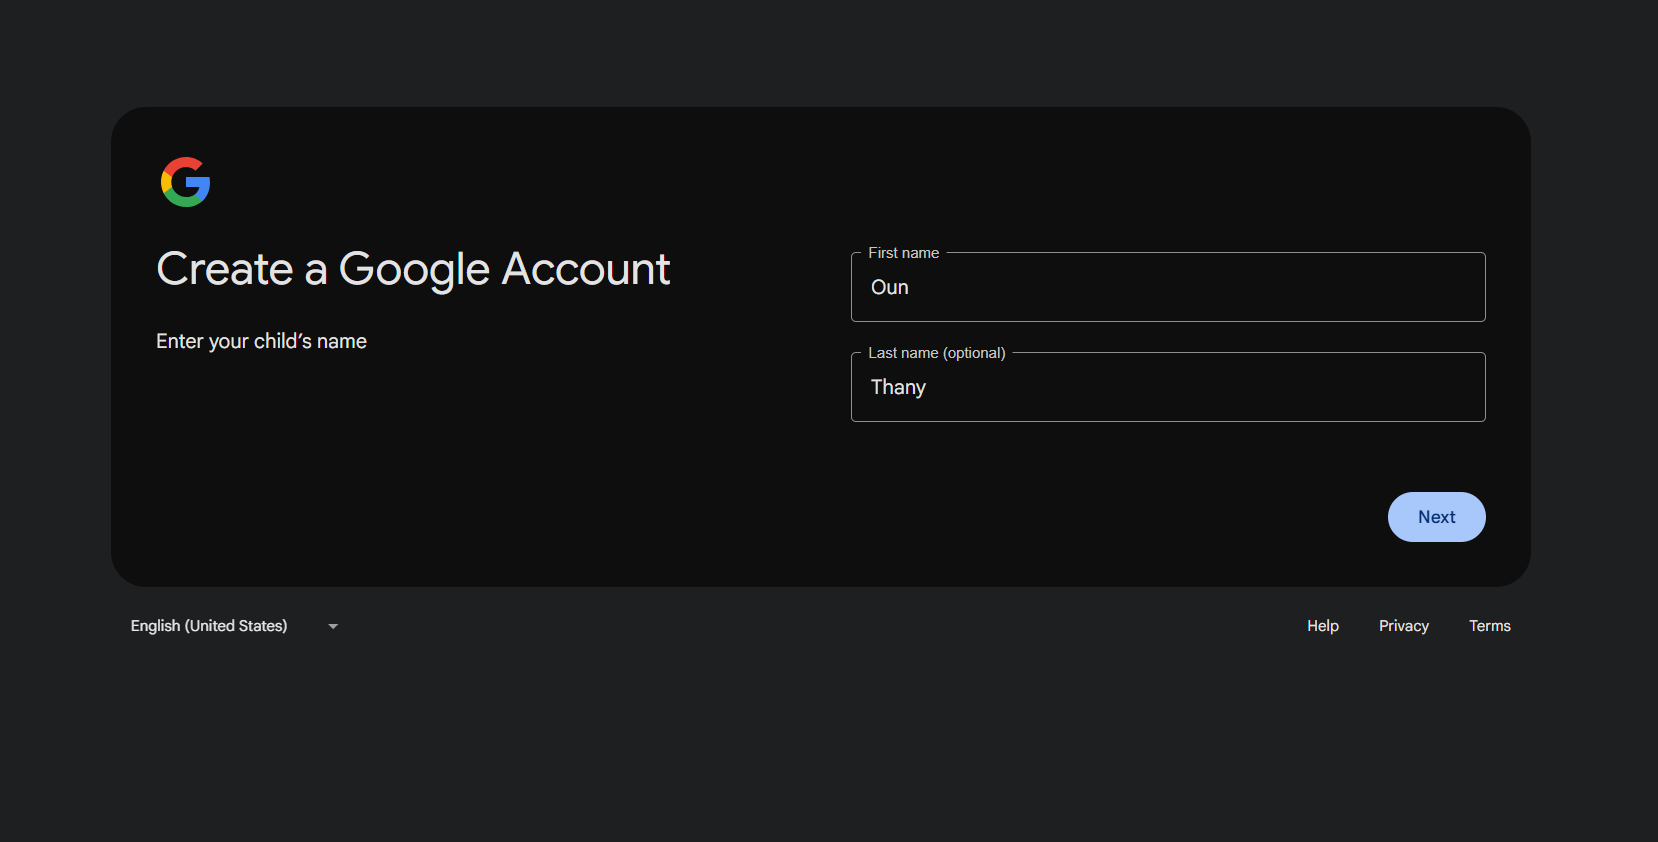 Create a Google Account
Enter your child’s name
First name
Oun
Last name (optional)
Thany
Next
English (United States)
Help
Privacy
Terms